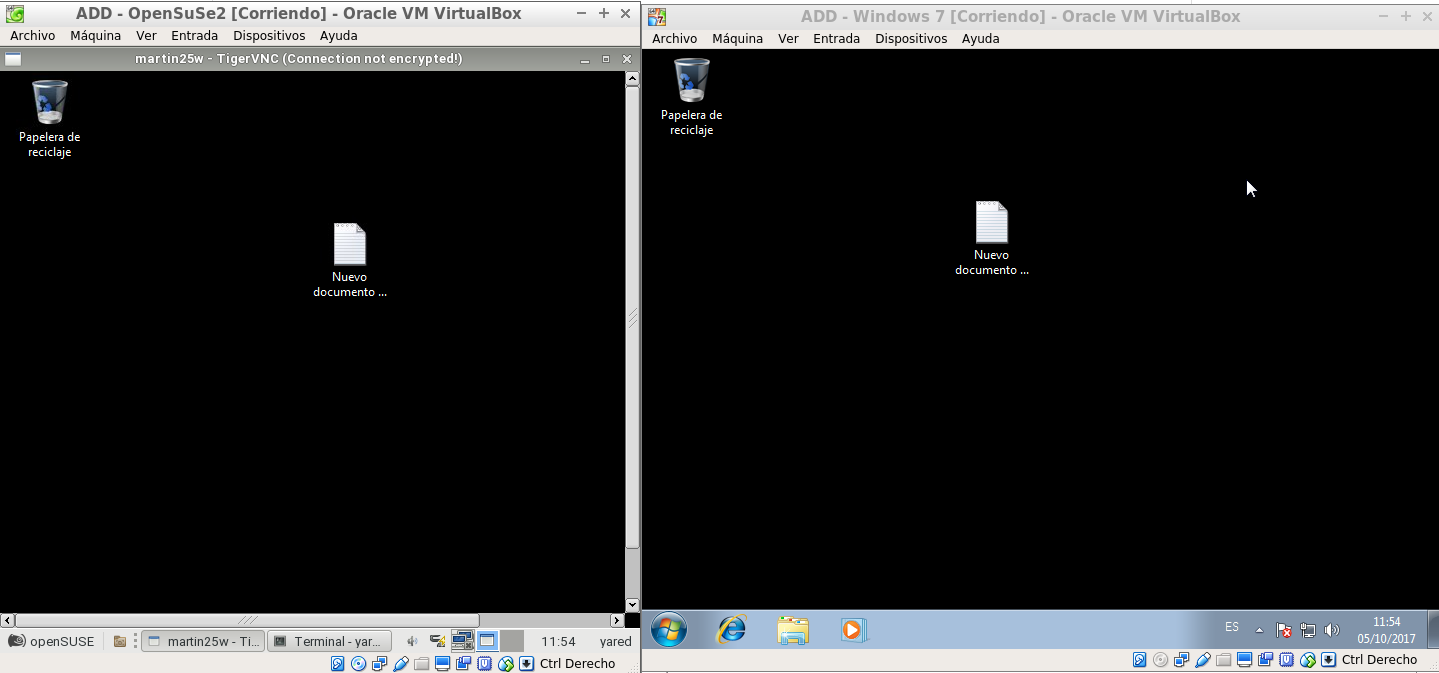 ADD - OpenSuSe2 [Corriendo] - Oracle VM VirtualBox
Archivo Máquina Ver Entrada Dispositivos Ayuda
martin25w - TigerVNC (Connection not encrypted!)
Papelera de
reciclaje
Nuevo
documento ...
openSUSE martin25w - Ti... Terminal - yar... 11:54 yared
Ctrl Derecho
ADD - Windows 7 [Corriendo] - Oracle VM VirtualBox
Archivo Máquina Ver Entrada Dispositivos Ayuda
Papelera de
reciclaje
Nuevo
documento ...
ES 11:54
05/10/2017
Ctrl Derecho